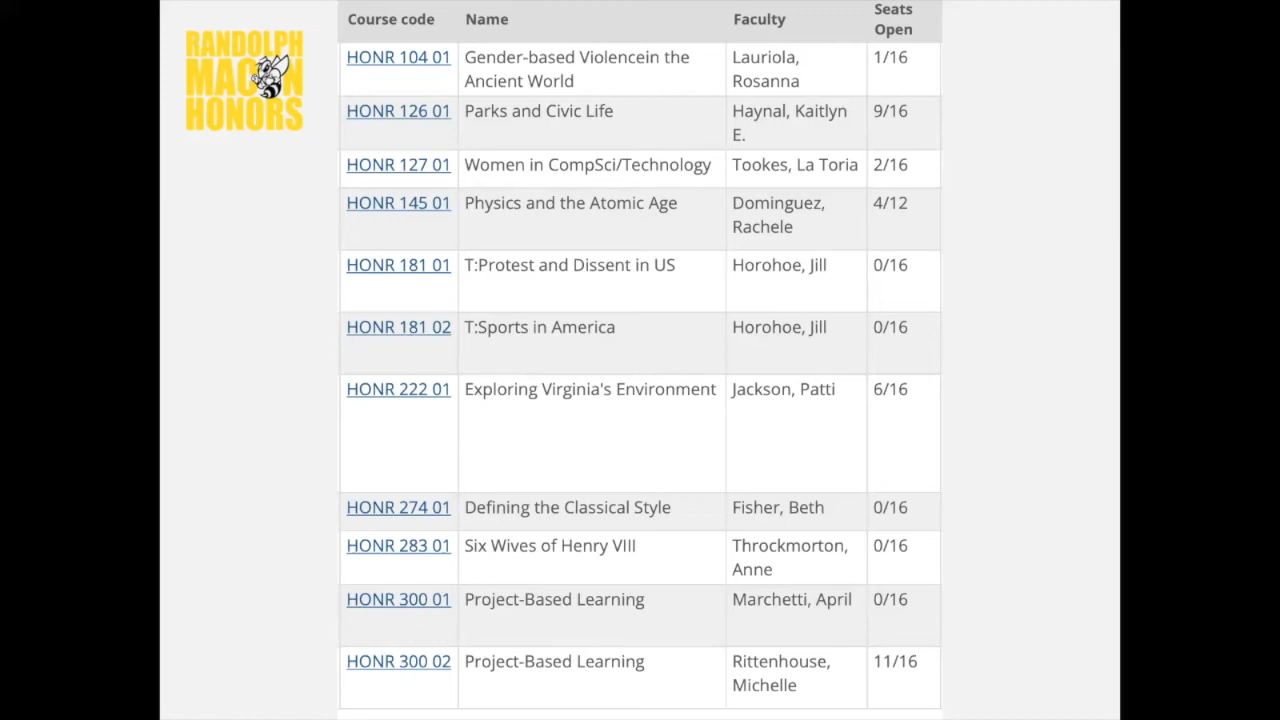 RANDOLPH
MACON
HONORS
Course code Name Faculty Seats
Open
HONR 104 01 Gender-based Violencein the Lauriola, 1/16
Ancient World Rosanna
HONR 126 01 Parks and Civic Life Haynal, Kaitlyn 9/16
E.
HONR 127 01 Women in CompSci/Technology Tookes, La Toria 2/16
HONR 145 01 Physics and the Atomic Age Dominguez, 4/12
Rachele
HONR 181 01 T:Protest and Dissent in US Horohoe, Jill 0/16
HONR 181 02 T:Sports in America Horohoe, Jill 0/16
HONR 222 01 Exploring Virginia's Environment Jackson, Patti 6/16
HONR 274 01 Defining the Classical Style Fisher, Beth 0/16
HONR 283 01 Six Wives of Henry VIII Throckmorton, 0/16
Anne
HONR 300 01 Project-Based Learning Marchetti, April 0/16
HONR 300 02 Project-Based Learning Rittenhouse, 11/16
Michelle